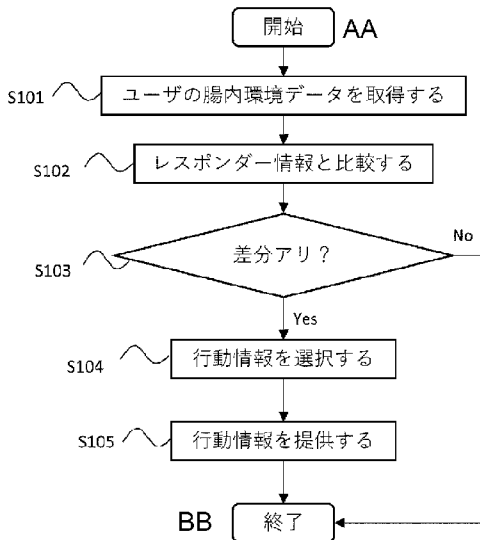 開始 AA
S101 ユーザの腸内環境データを取得する
S102 レスポンダー情報と比較する
S103 差分アリ? No
Yes
S104 行動情報を選択する
S105 行動情報を提供する
BB 終了